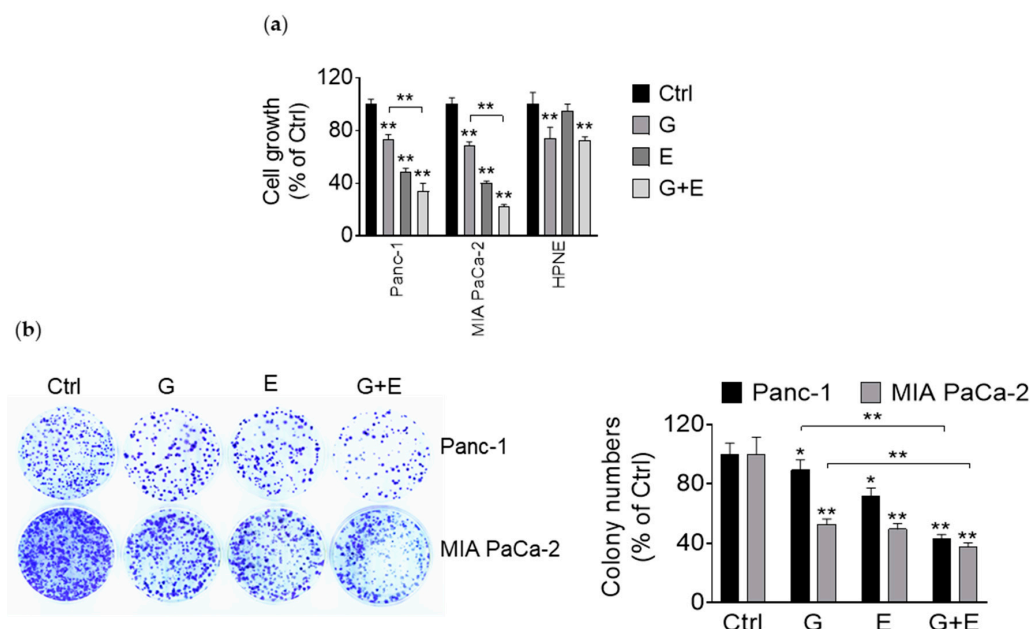 (a)
120
80
40
0
Cell growth
(% of Ctrl)
** ** ** **
** ** ** **
** **
Panc-1
MIA PaCa-2
HPNE
Ctrl
G
E
G+E
(b)
Ctrl G E G+E
Panc-1
MIA PaCa-2
Panc-1 MIA PaCa-2
120
80
40
0
Colony numbers
(% of Ctrl)
**
**
* ** * ** ** **
Ctrl G E G+E